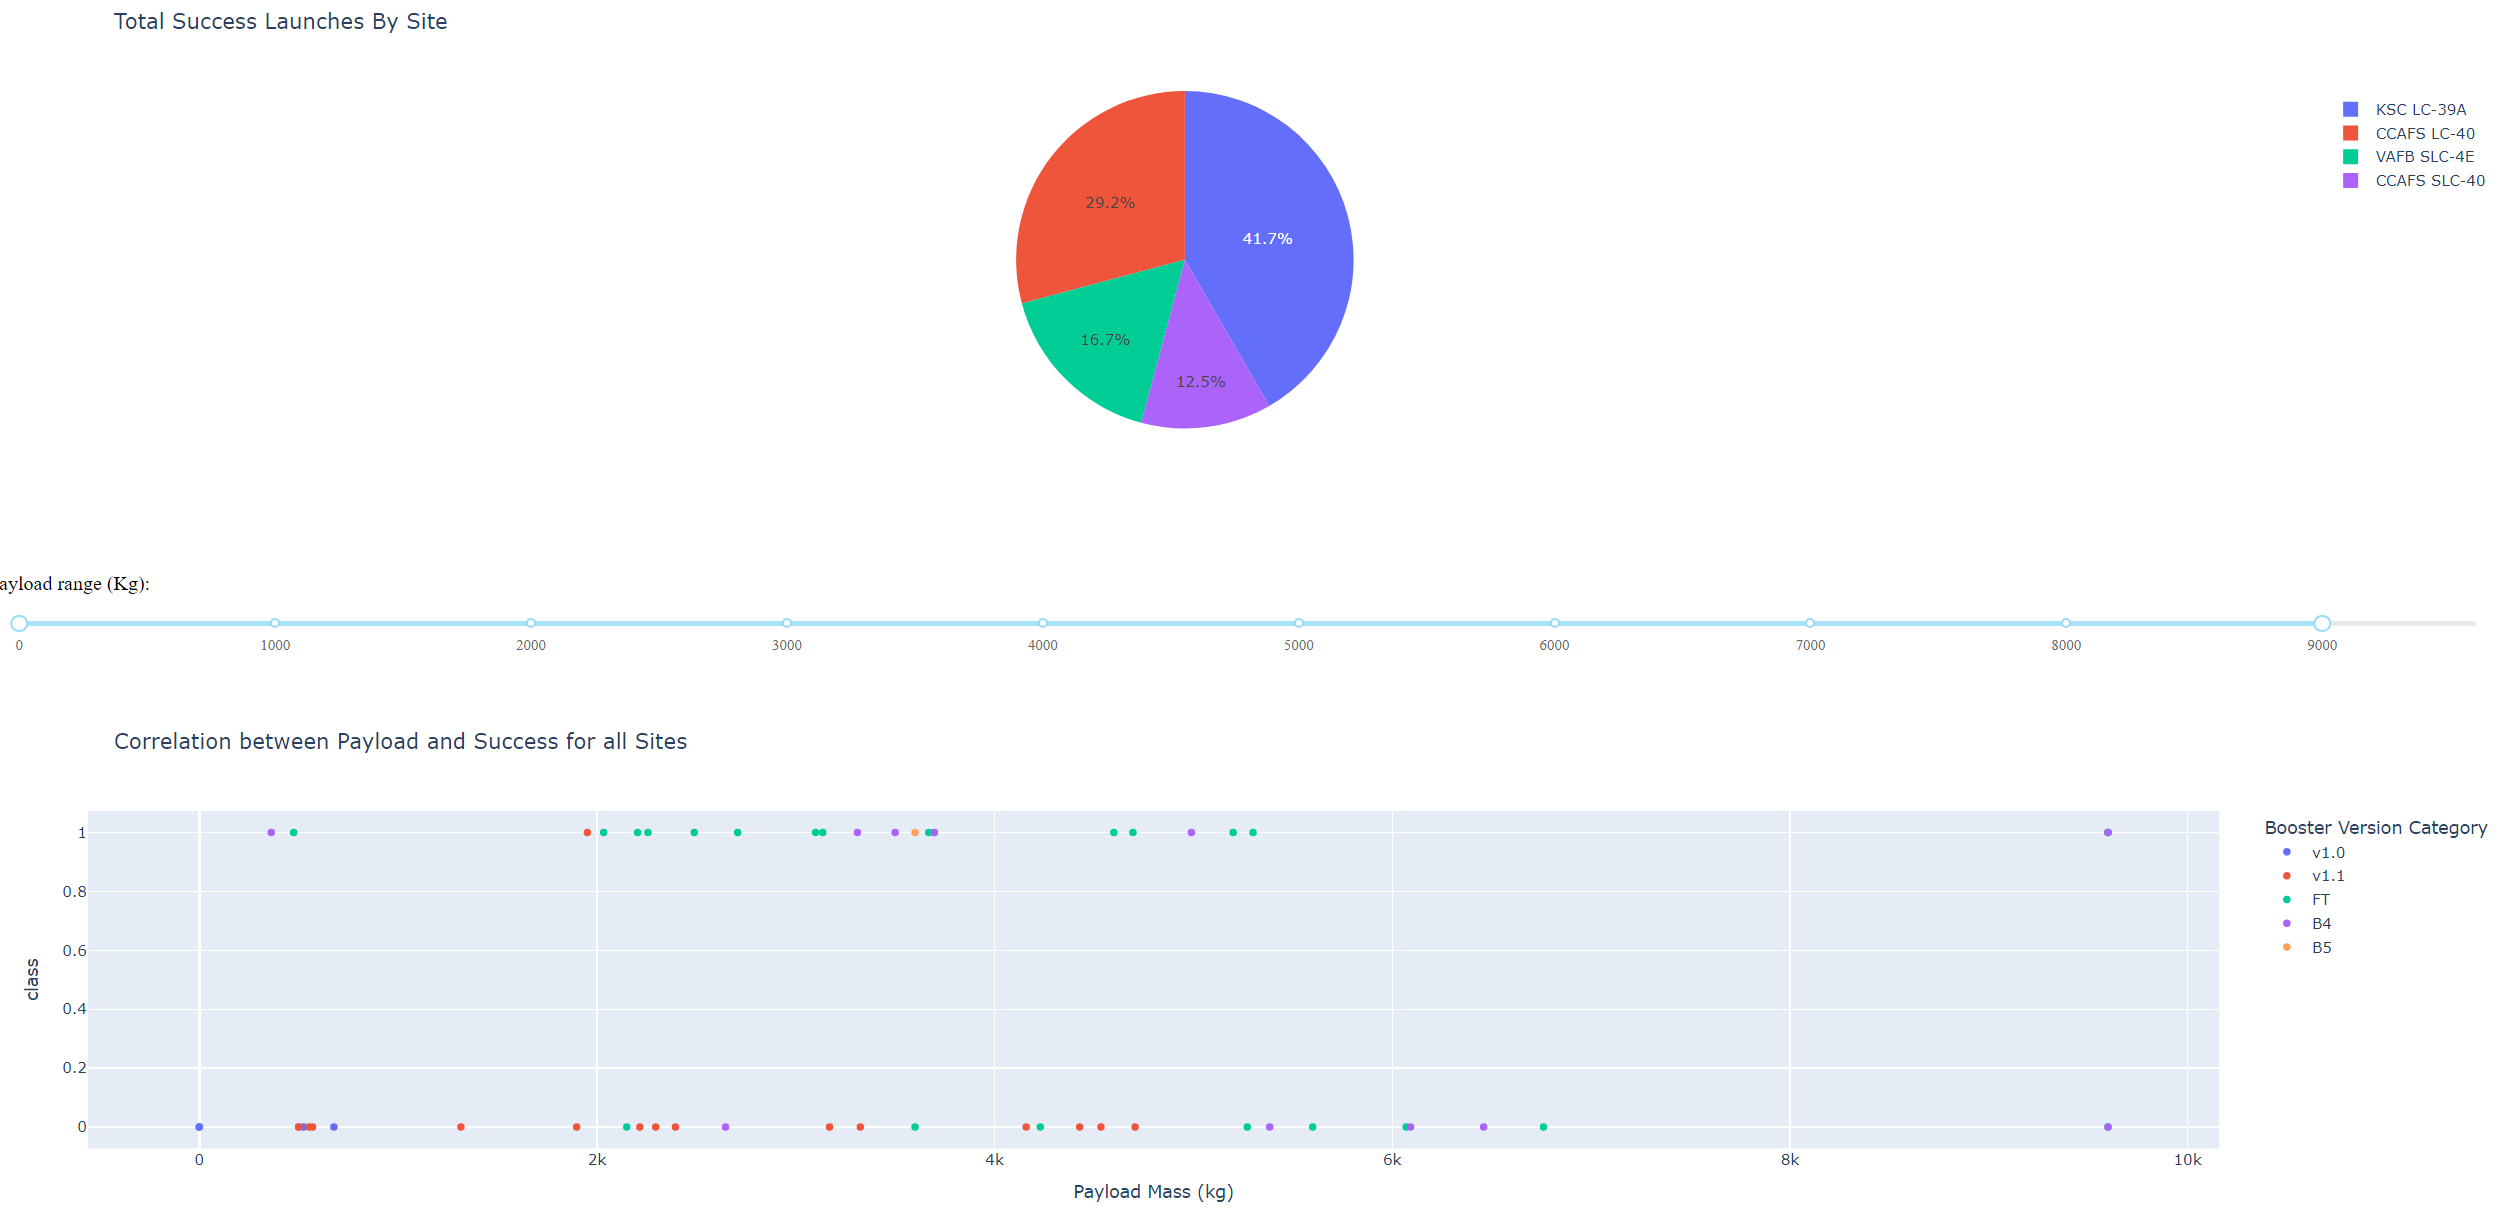 Total Success Launches By Site
KSC LC-39A
CCAFS LC-40
VAFB SLC-4E
CCAFS SLC-40
29.2%
41.7%
16.7%
12.5%
ayload range (Kg):
0 1000 2000 3000 4000 5000 6000 7000 8000 9000
Correlation between Payload and Success for all Sites
Booster Version Category
v1.0
v1.1
FT
B4
B5
class
1
0.8
0.6
0.4
0.2
0
0 2k 4k 6k 8k 10k
Payload Mass (kg)